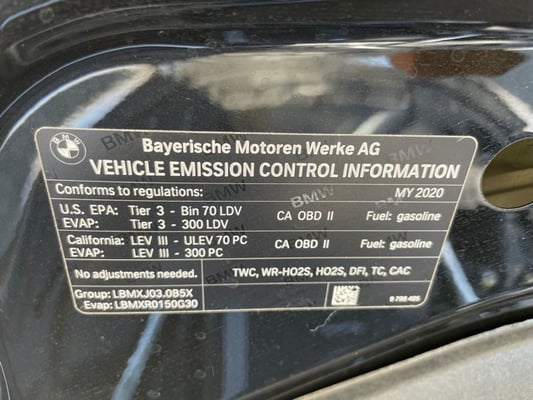 BMW
Bayerische Motoren Werke AG
VEHICLE EMISSION CONTROL INFORMATION
Conforms to regulations: MY 2020
U.S. EPA: Tier 3 - Bin 70 LDV CA OBD II Fuel: gasoline
EVAP: Tier 3 - 300 LDV
California: LEV III - ULEV 70 PC CA OBD II Fuel: gasoline
EVAP: LEV III - 300 PC
No adjustments needed. TWC, WR-HO2S, HO2S, DFI, TC, CAC
Group: LBMXJ03.0B5X
Evap: LBMXR0150G30